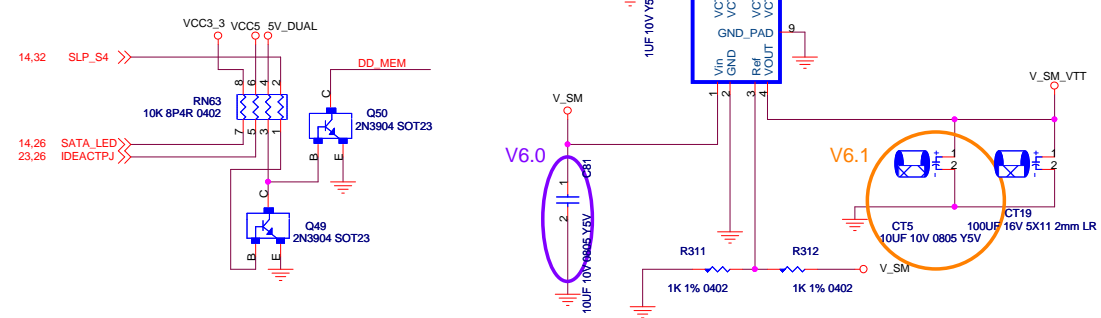 VCC3_3
VCC5
5V_DUAL
14,32
SLP_S4
8
6
4
2
RN63
10K 8P4R 0402
7
5
3
1
14,26
SATA_LED
23,26
IDEACTPJ
DD_MEM
C
Q50
2N3904 SOT23
B
E
C
Q49
2N3904 SOT23
B
E
1UF 10V Y5
VCT
VCT
GND_PAD
9
Vin
GND
Ref
VOUT
1
2
3
4
V_SM
V6.0
C81
1
2
10UF 10V 0805 Y5V
R311
1K 1% 0402
R312
1K 1% 0402
V_SM
V_SM_VTT
V6.1
1
2
1
2
CT5
10UF 10V 0805 Y5V
CT19
100UF 16V 5X11 2mm LR